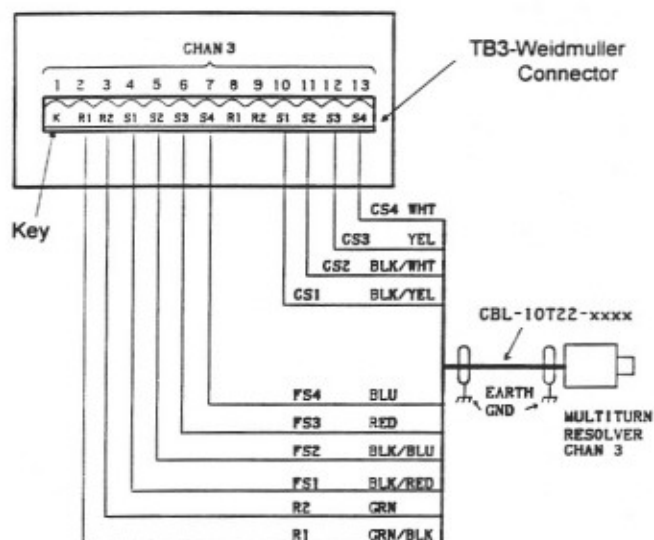 CHAN 3
TB3-Weidmuller
Connector
1 2 3 4 5 6 7 8 9 10 11 12 13
K R1 R2 S1 S2 S3 S4 R1 R2 S1 S2 S3 S4
Key
CS4 WHT
CS3 YEL
CS2 BLK/WHT
CS1 BLK/YEL
CBL-10T22-xxxx
EARTH
GND
MULTITURN
RESOLVER
CHAN 3
FS4 BLU
FS3 RED
FS2 BLK/BLU
FS1 BLK/RED
R2 GRN
R1 GRN/BLK